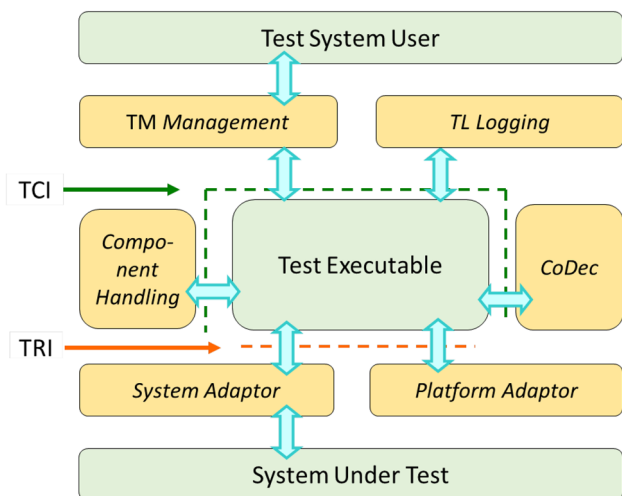 Test System User
TM Management
TL Logging
TCI
Compo-
nent
Handling
Test Executable
CoDec
TRI
System Adaptor
Platform Adaptor
System Under Test